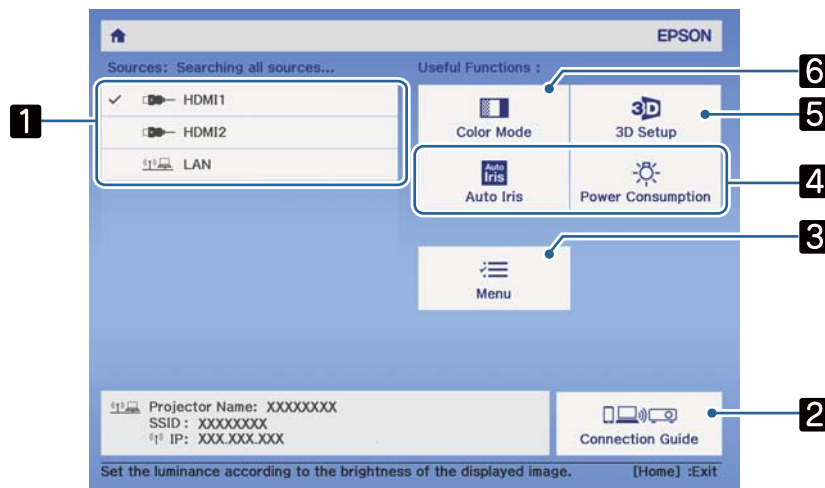 EPSON
Sources: Searching all sources...
Useful Functions :
1
✓ HDMI1
HDMI2
LAN
6
Color Mode
5
3D
3D Setup
4
Auto Iris
Auto Iris
Power Consumption
3
Menu
Projector Name: XXXXXXXX
SSID : XXXXXXXX
IP: XXX.XXX.XXX
2
Connection Guide
Set the luminance according to the brightness of the displayed image.
[Home] :Exit